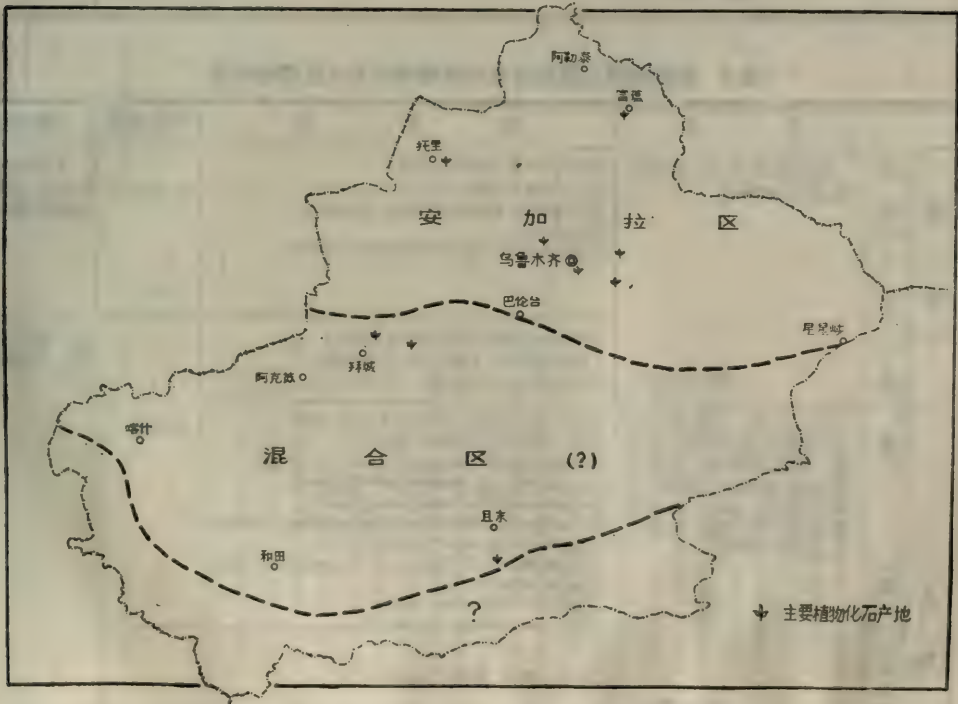 阿勒泰
富蕴
托里
安加拉区
乌鲁木齐
巴伦台
星星峡
拜城
阿克苏
喀什
混合区(?)
且末
和田
?
主要植物化石产地